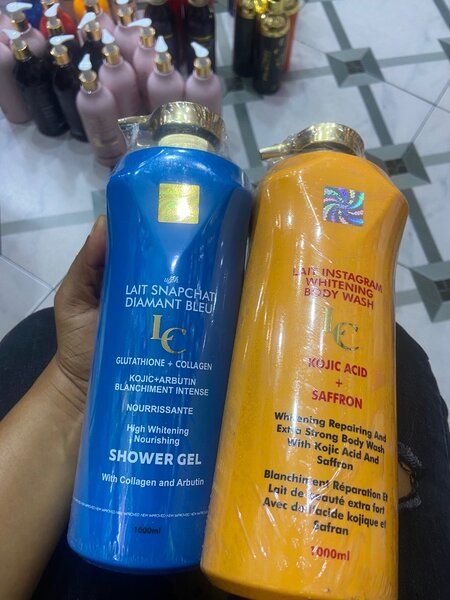 with
LAIT SNAPCHAT
DIAMANT BLEU
LC
GLUTATHIONE + COLLAGEN
KOJIC+ARBUTIN
BLANCHIMENT INTENSE
NOURRISSANTE
High Whitening
Nourishing
SHOWER GEL
With Collagen and Arbutin
1000ml
LAIT INSTAGRAM
WHITENING
BODY WASH
LC
KOJIC ACID
+
SAFFRON
Whitening Repairing And
Extra Strong Body Wash
With Kojic Acid And
Saffron
Blanchiment Réparation Et
Lait de beauté extra fort
Avec de l'acide kojique et
Safran
1000ml